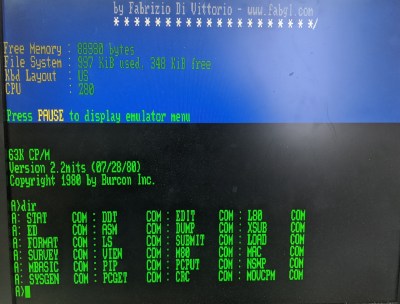 by Fabrizio Di Vittorio - www.fabgl.com
* * * * * * * * * * * * * * * * * * * */
Free Memory : 88980 bytes
File System : 997 KiB used, 348 KiB free
Kbd Layout : US
CPU : Z80
Press PAUSE to display emulator menu
63K CP/M
Version 2.2mits (07/28/80)
Copyright 1980 by Burcon Inc.
A>dir
A: STAT COM : DDT COM : EDIT COM : L80 COM
A: ED COM : ASM COM : DUMP COM : XSUB COM
A: FORMAT COM : LS COM : SUBMIT COM : LOAD COM
A: SURVEY COM : VIEW COM : M80 COM : MAC COM
A: MBASIC COM : PIP COM : PCPUT COM : NSWP COM
A: SYSGEN COM : PCGET COM : CRC COM : MOVCPM COM
A>